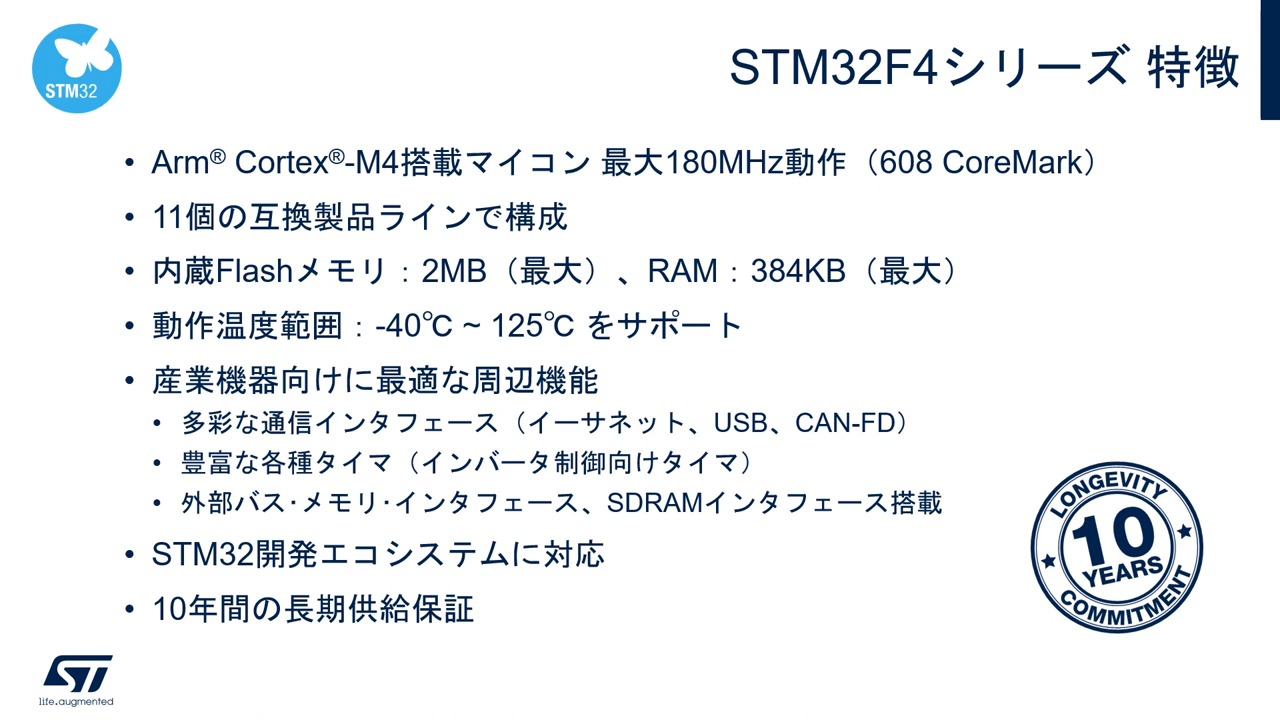 STM32
STM32F4シリーズ 特徴
• Arm® Cortex®-M4搭載マイコン 最大180MHz動作（608 CoreMark）
• 11個の互換製品ラインで構成
• 内蔵Flashメモリ：2MB（最大）、RAM：384KB（最大）
• 動作温度範囲：-40℃ ~ 125℃ をサポート
• 産業機器向けに最適な周辺機能
• 多彩な通信インタフェース（イーサネット、USB、CAN-FD）
• 豊富な各種タイマ（インバータ制御向けタイマ）
• 外部バス･メモリ･インタフェース、SDRAMインタフェース搭載
• STM32開発エコシステムに対応
• 10年間の長期供給保証
LONGEVITY
10
YEARS
COMMITMENT
ST
life.augmented